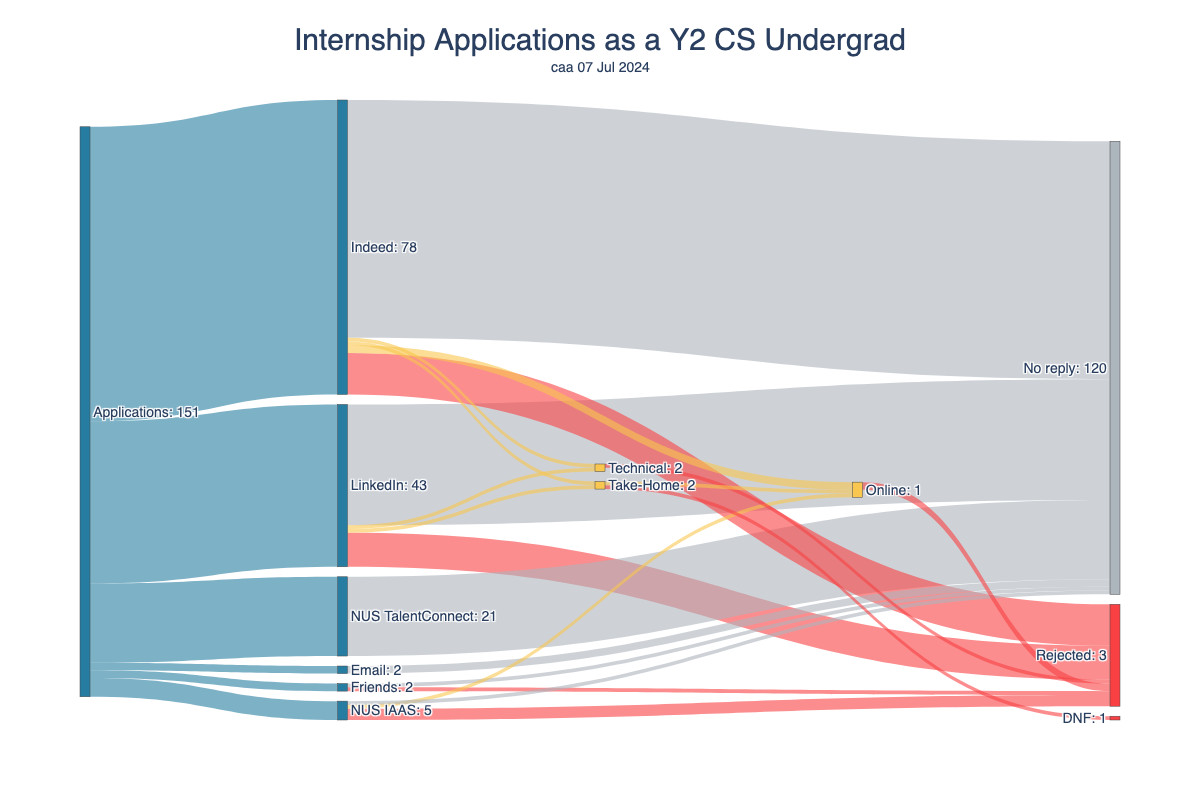 Internship Applications as a Y2 CS Undergrad
caa 07 Jul 2024
Indeed: 78
No reply: 120
Applications: 151
Technical: 2
LinkedIn: 43
Take-Home: 2
Online: 1
NUS TalentConnect: 21
Rejected: 3
Email: 2
Friends: 2
NUS IAAS: 5
DNF: 1